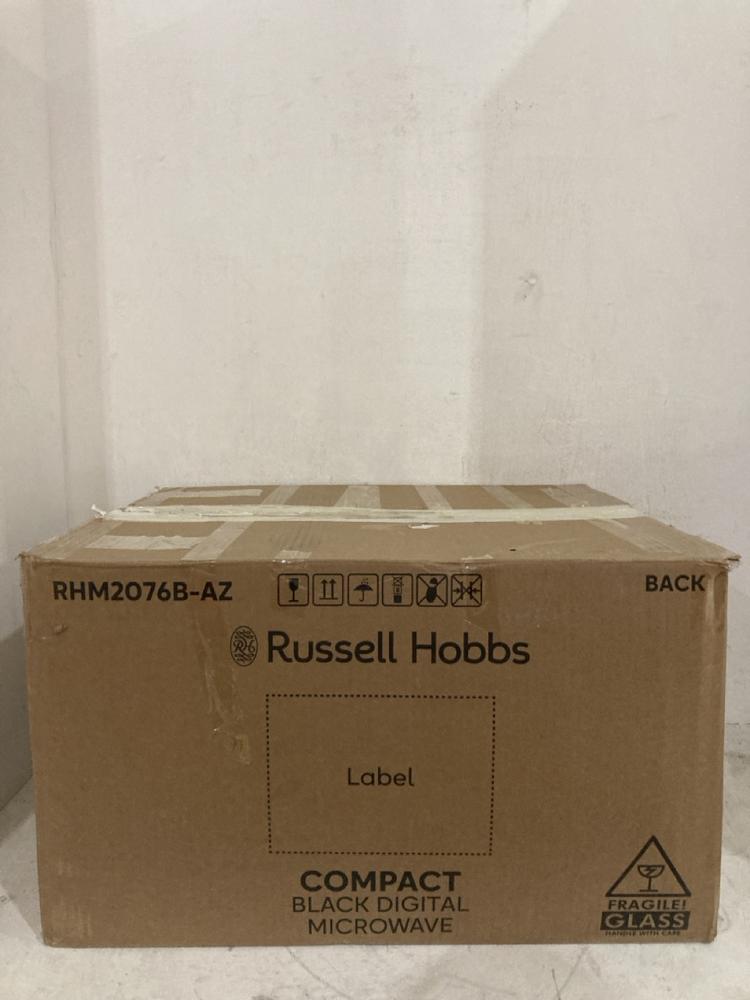 RHM2076B-AZ
BACK
Russell Hobbs
Label
COMPACT
BLACK DIGITAL
MICROWAVE
FRAGILE!
GLASS
HANDLE WITH CARE